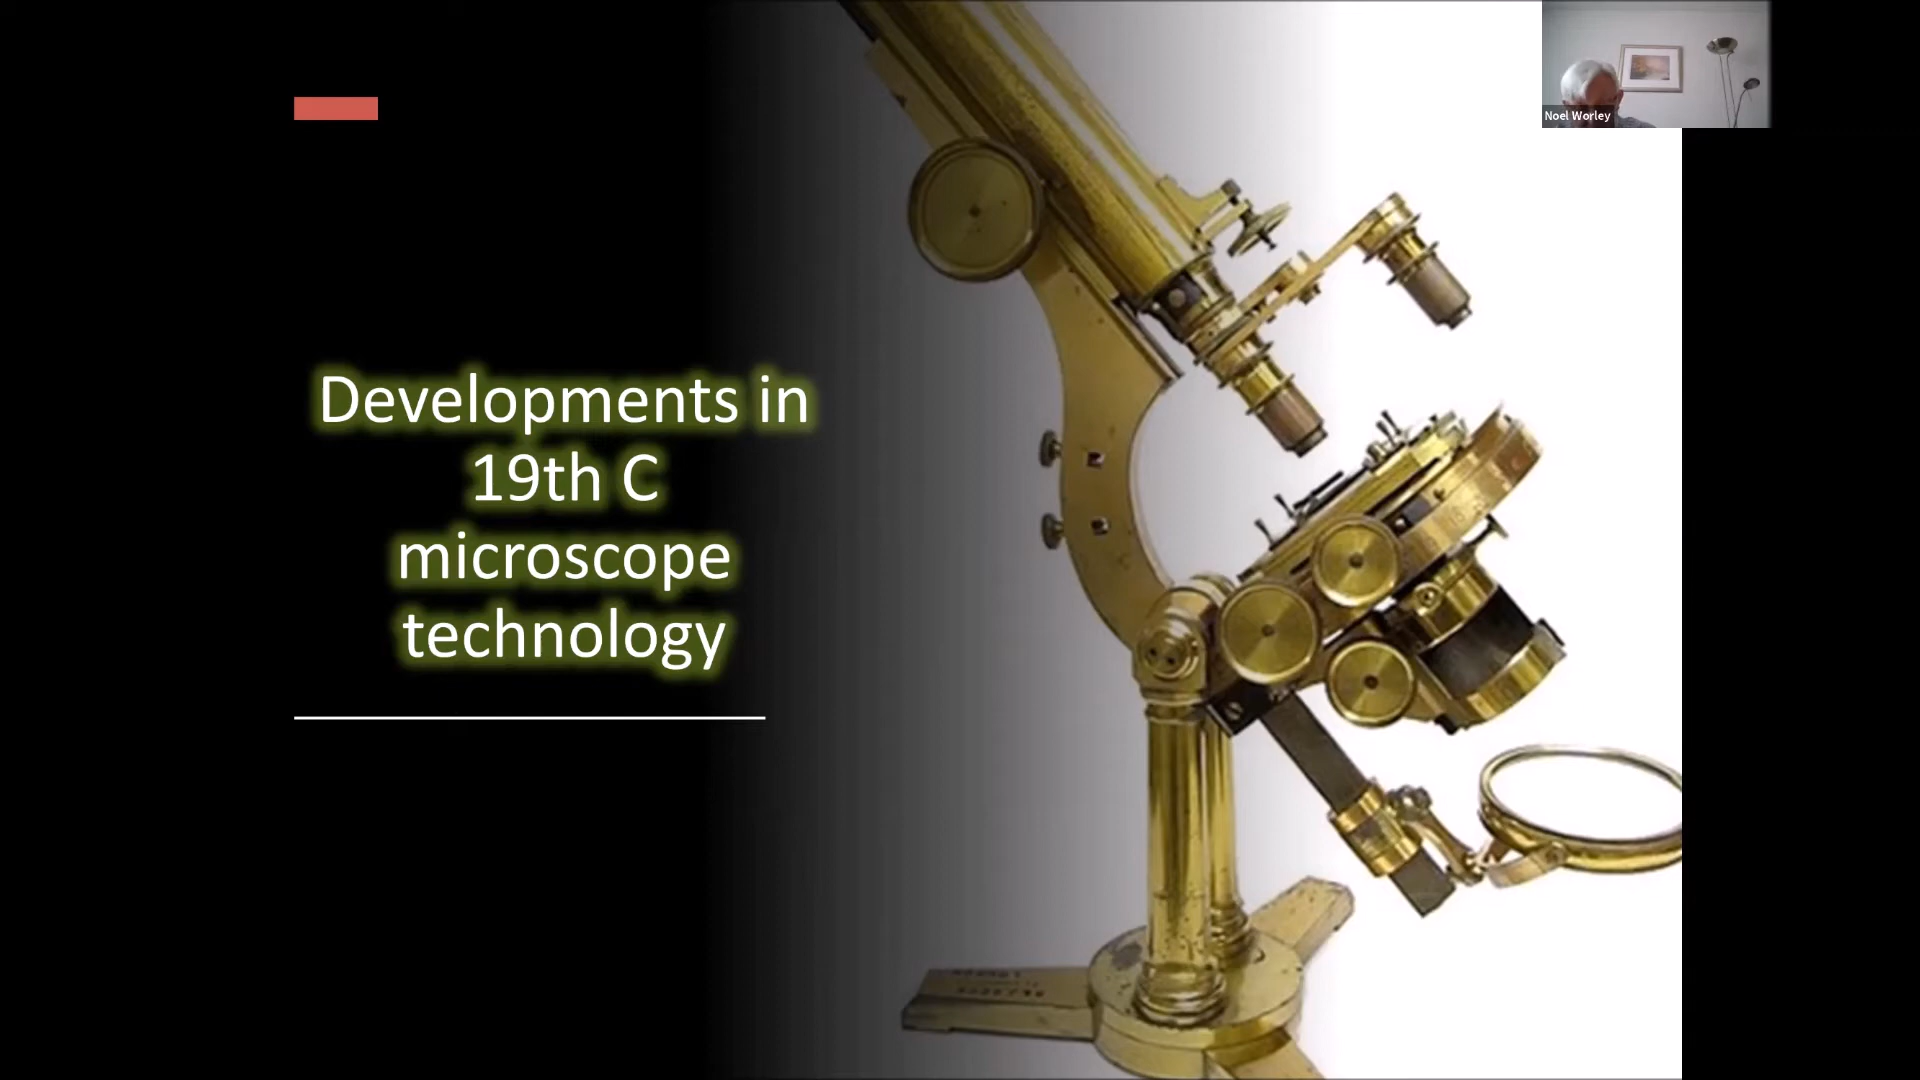 Noel Worley
Developments in
19th C
microscope
technology